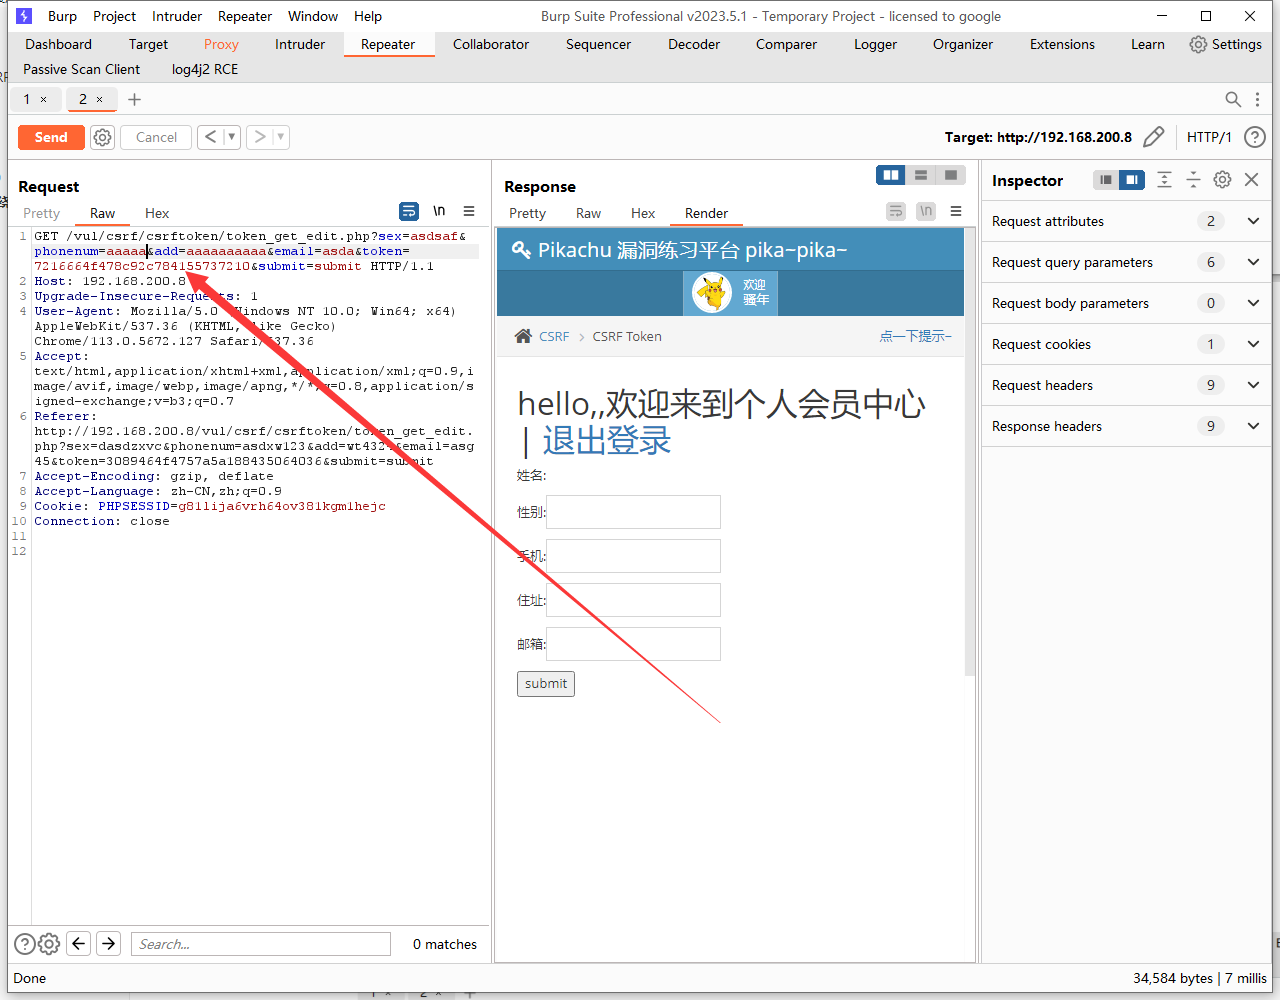 Burp Project Intruder Repeater Window Help Burp Suite Professional v2023.5.1 - Temporary Project - licensed to google
Dashboard Target Proxy Intruder Repeater Collaborator Sequencer Decoder Comparer Logger Organizer Extensions Learn Settings
Passive Scan Client log4j2 RCE
1 × 2 × +
Send Cancel < > Target: http://192.168.200.8 HTTP/1 ?
Request
Pretty Raw Hex \n
1 GET /vul/csrf/csrftoken/token_get_edit.php?sex=asdsaf&
phonenum=aaaaa&add=aaaaaaaaaa&email=asda&token=
7216664f478c92c784155737210&submit=submit HTTP/1.1
2 Host: 192.168.200.8
3 Upgrade-Insecure-Requests: 1
4 User-Agent: Mozilla/5.0 (Windows NT 10.0; Win64; x64)
AppleWebKit/537.36 (KHTML, like Gecko)
Chrome/113.0.5672.127 Safari/537.36
5 Accept:
text/html,application/xhtml+xml,application/xml;q=0.9,i
mage/avif,image/webp,image/apng,*/*;q=0.8,application/s
igned-exchange;v=b3;q=0.7
6 Referer:
http://192.168.200.8/vul/csrf/csrftoken/token_get_edit.
php?sex=dasdzxvc&phonenum=asdxw123&add=wt4324&email=asg
45&token=3089464f4757a5a188435064036&submit=submit
7 Accept-Encoding: gzip, deflate
8 Accept-Language: zh-CN,zh;q=0.9
9 Cookie: PHPSESSID=g811ija6vrh64ov381kgm1hejc
10 Connection: close
11
12
? Search... 0 matches
Response
Pretty Raw Hex Render \n
Pikachu 漏洞练习平台 pika~pika~
欢迎
骚年
CSRF > CSRF Token 点一下提示~
hello,,欢迎来到个人会员中心
| 退出登录
姓名:
性别:
手机:
住址:
邮箱:
submit
Inspector
Request attributes 2
Request query parameters 6
Request body parameters 0
Request cookies 1
Request headers 9
Response headers 9
Done 34,584 bytes | 7 millis